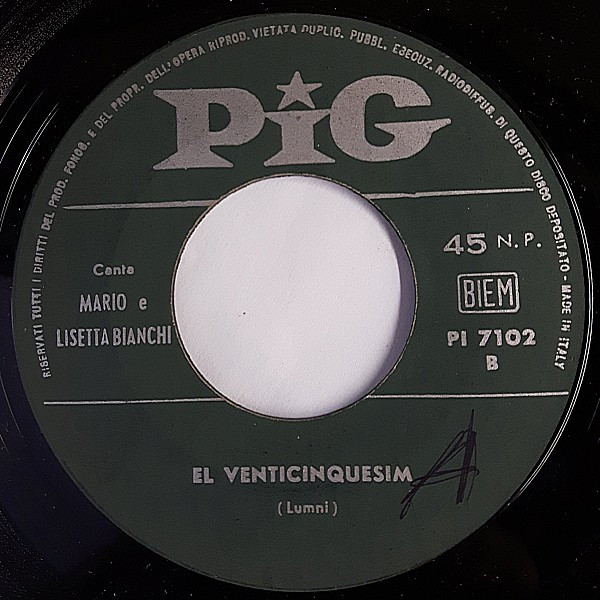 RISERVATI TUTTI I DIRITTI DEL PROD. FONOG. E DEL PROPR. DELL'OPERA RIPROD. VIETATA DUPLIC. PUBBL. ESEOUZ. RADIODIFFUS. DI QUESTO DISCO DEPOSITATO - MADE IN ITALY
PiG
45 N.P.
Canta
MARIO e
LISETTA BIANCHI
BIEM
PI 7102
B
EL VENTICINQUESIM
(Lumni)
A